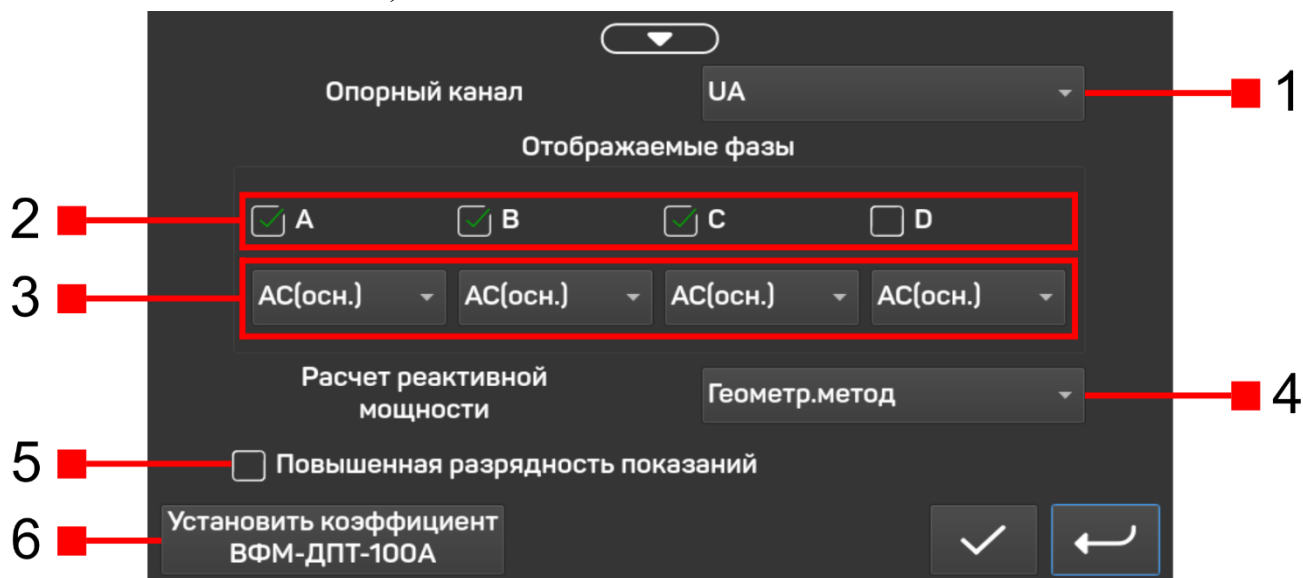 Опорный канал UA 1
Отображаемые фазы
2 A B C D
3 AC(осн.) AC(осн.) AC(осн.) AC(осн.)
Расчет реактивной
мощности
Геометр.метод 4
5 Повышенная разрядность показаний
Установить коэффициент
6 ВФМ-ДПТ-100А